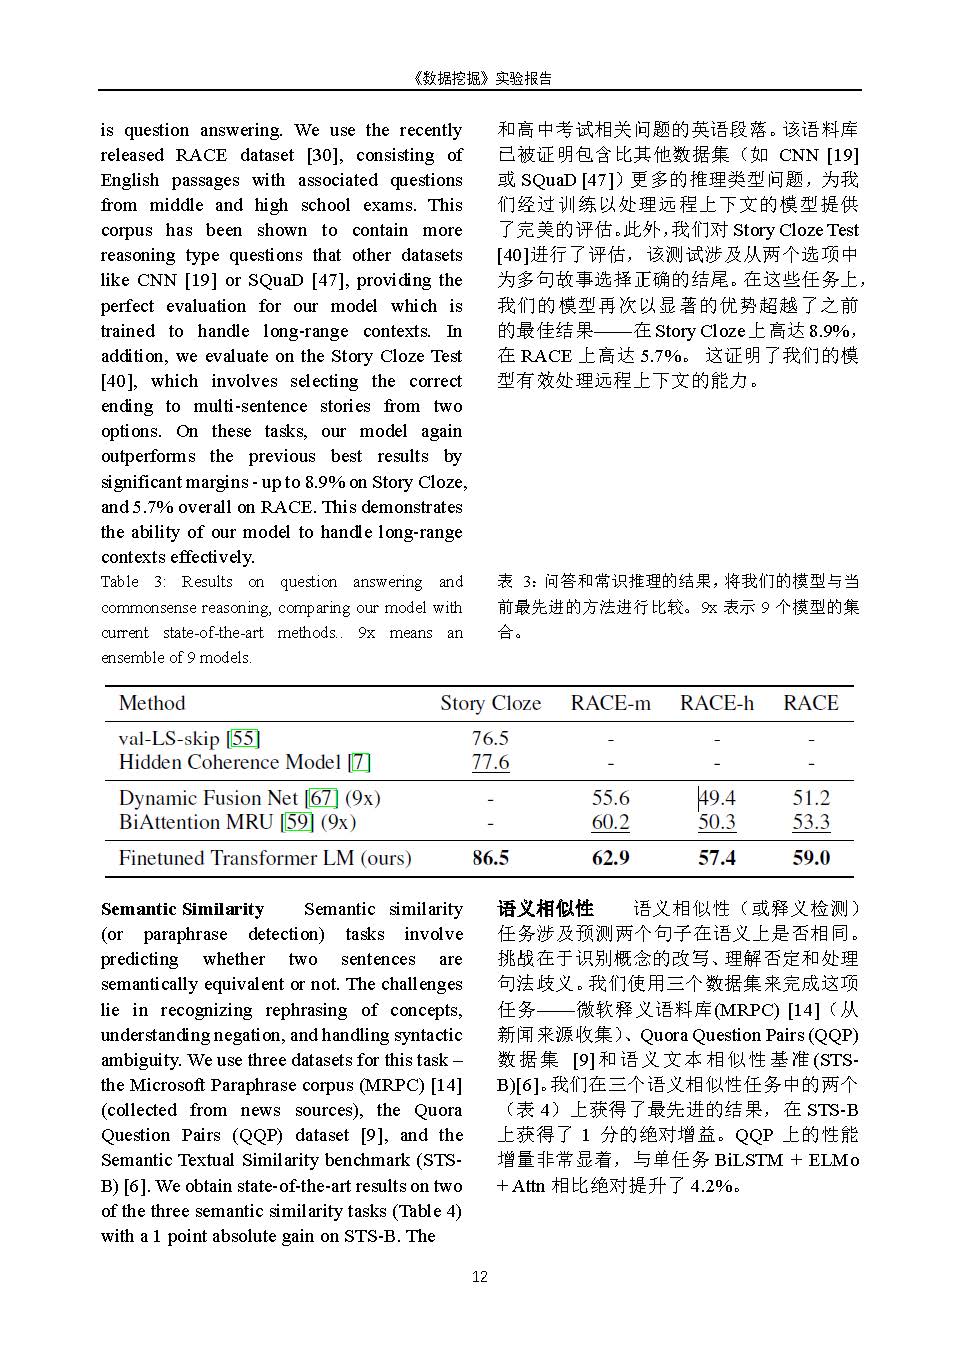 《数据挖掘》实验报告
is question answering. We use the recently
released RACE dataset [30], consisting of
English passages with associated questions
from middle and high school exams. This
corpus has been shown to contain more
reasoning type questions that other datasets
like CNN [19] or SQuaD [47], providing the
perfect evaluation for our model which is
trained to handle long-range contexts. In
addition, we evaluate on the Story Cloze Test
[40], which involves selecting the correct
ending to multi-sentence stories from two
options. On these tasks, our model again
outperforms the previous best results by
significant margins - up to 8.9% on Story Cloze,
and 5.7% overall on RACE. This demonstrates
the ability of our model to handle long-range
contexts effectively.
和高中考试相关问题的英语段落。该语料库
已被证明包含比其他数据集（如 CNN [19]
或 SQuaD [47]）更多的推理类型问题，为我
们经过训练以处理远程上下文的模型提供
了完美的评估。此外,我们对 Story Cloze Test
[40]进行了评估，该测试涉及从两个选项中
为多句故事选择正确的结尾。在这些任务上，
我们的模型再次以显著的优势超越了之前
的最佳结果——在 Story Cloze 上高达 8.9%，
在 RACE 上高达 5.7%。 这证明了我们的模
型有效处理远程上下文的能力。
Table 3: Results on question answering and
commonsense reasoning, comparing our model with
current state-of-the-art methods.. 9x means an
ensemble of 9 models.
表 3：问答和常识推理的结果，将我们的模型与当
前最先进的方法进行比较。9x 表示 9 个模型的集
合。
Method Story Cloze RACE-m RACE-h RACE
val-LS-skip [55] 76.5 - - -
Hidden Coherence Model [7] 77.6 - - -
Dynamic Fusion Net [67] (9x) - 55.6 49.4 51.2
BiAttention MRU [59] (9x) - 60.2 50.3 53.3
Finetuned Transformer LM (ours) 86.5 62.9 57.4 59.0
Semantic Similarity Semantic similarity
(or paraphrase detection) tasks involve
predicting whether two sentences are
semantically equivalent or not. The challenges
lie in recognizing rephrasing of concepts,
understanding negation, and handling syntactic
ambiguity. We use three datasets for this task –
the Microsoft Paraphrase corpus (MRPC) [14]
(collected from news sources), the Quora
Question Pairs (QQP) dataset [9], and the
Semantic Textual Similarity benchmark (STS-
B) [6]. We obtain state-of-the-art results on two
of the three semantic similarity tasks (Table 4)
with a 1 point absolute gain on STS-B. The
语义相似性 语义相似性（或释义检测）
任务涉及预测两个句子在语义上是否相同。
挑战在于识别概念的改写、理解否定和处理
句法歧义。我们使用三个数据集来完成这项
任务——微软释义语料库(MRPC) [14]（从
新闻来源收集）、Quora Question Pairs (QQP)
数据集 [9]和语义文本相似性基准(STS-
B)[6]。我们在三个语义相似性任务中的两个
（表 4）上获得了最先进的结果，在 STS-B
上获得了 1 分的绝对增益。QQP 上的性能
增量非常显着，与单任务 BiLSTM + ELMo
+ Attn 相比绝对提升了 4.2%。
12